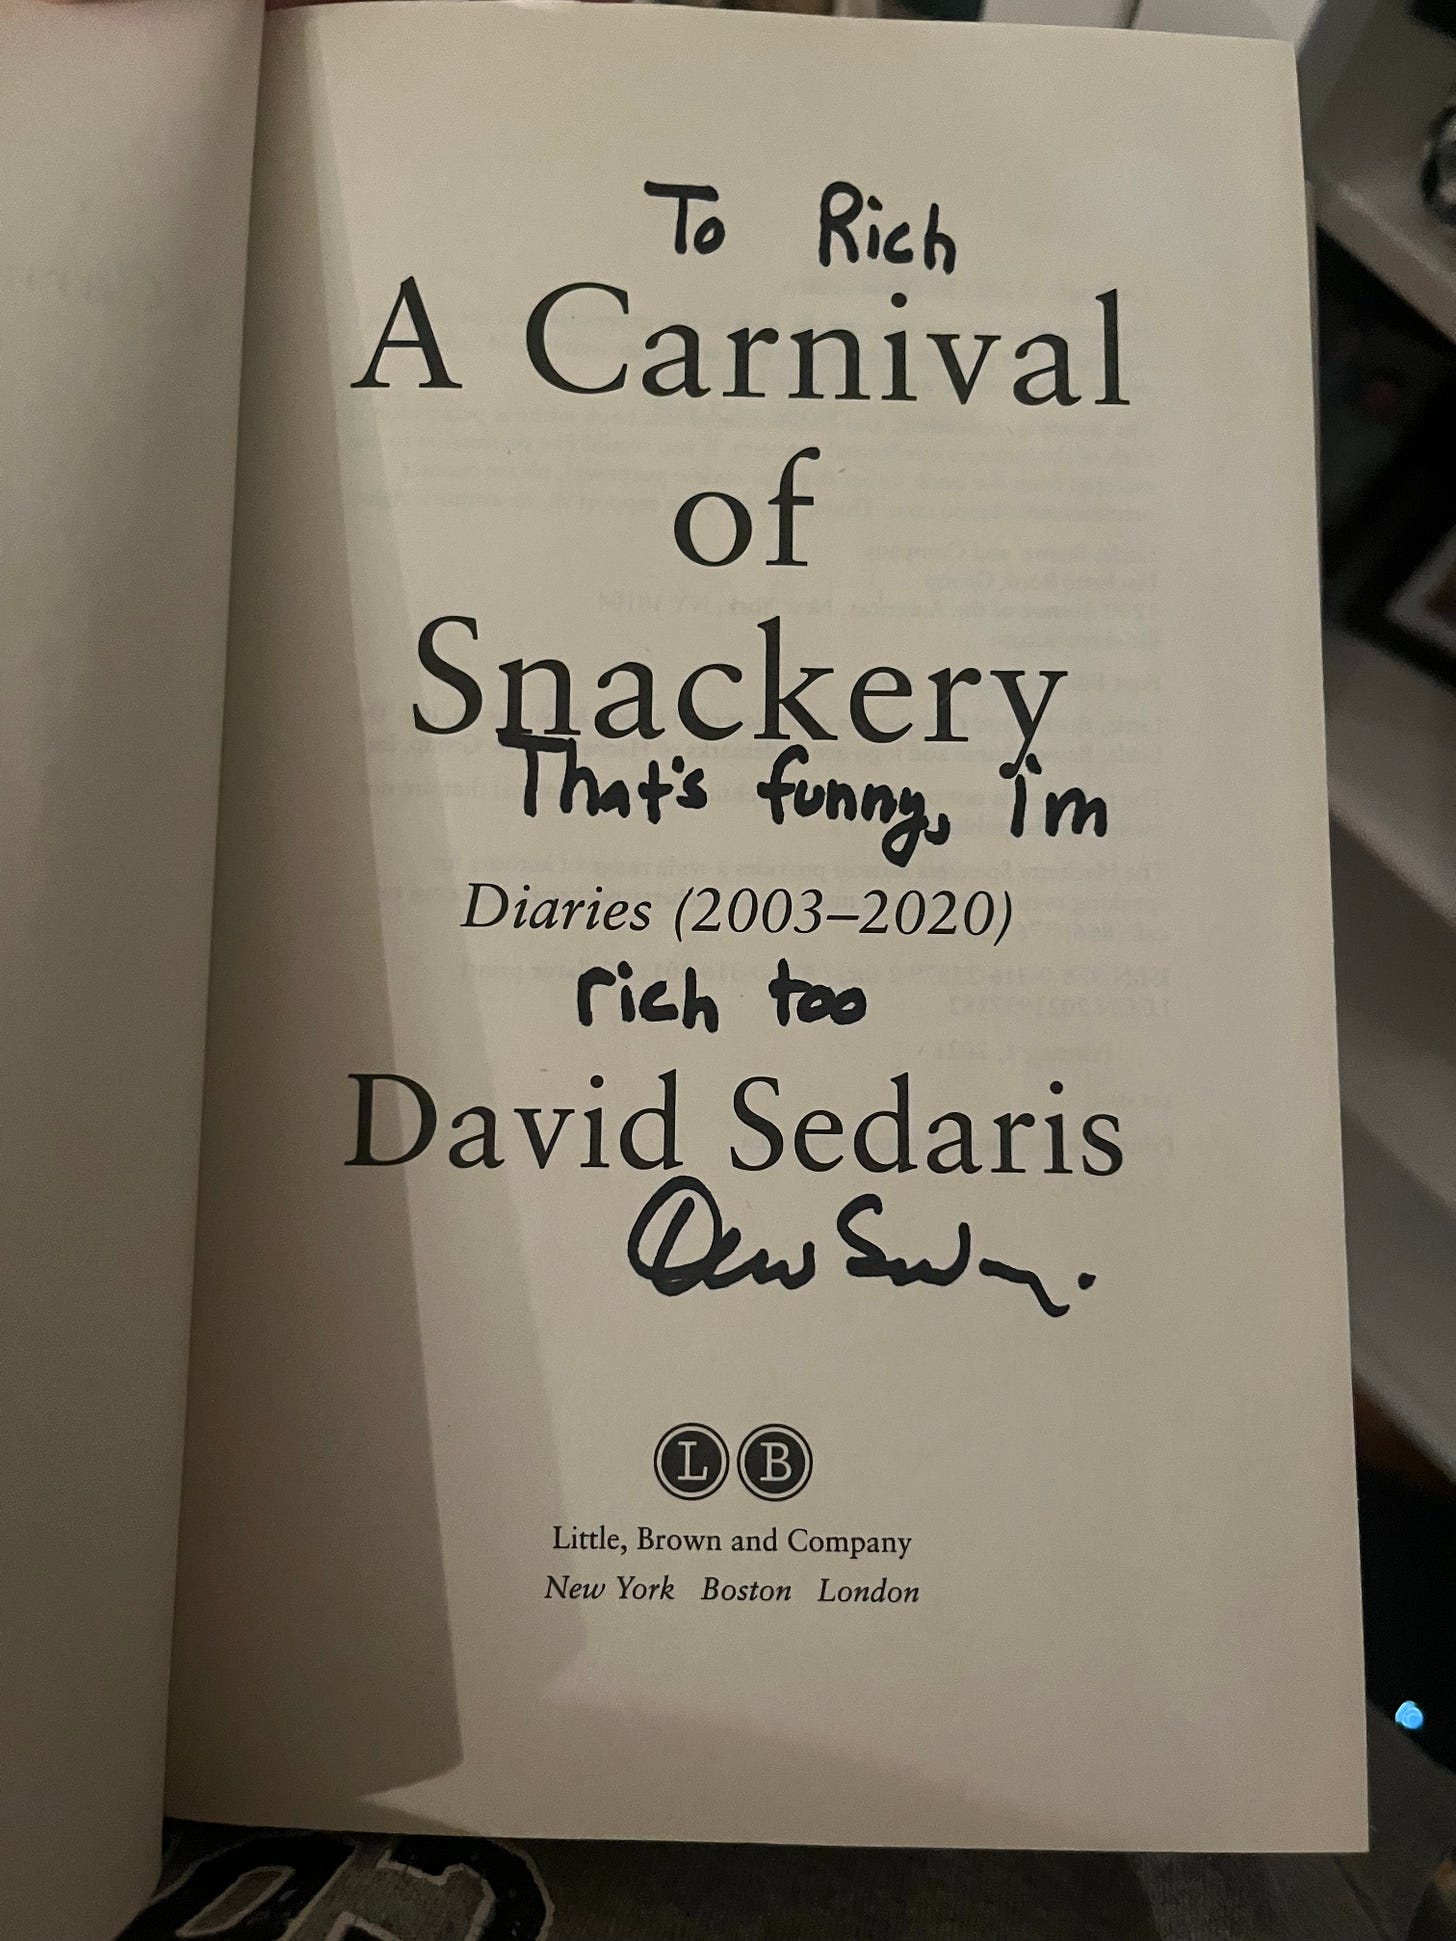 To Rich
A Carnival
of
Snackery
That's funny, I'm
Diaries (2003–2020)
rich too
David Sedaris
L B
Little, Brown and Company
New York Boston London